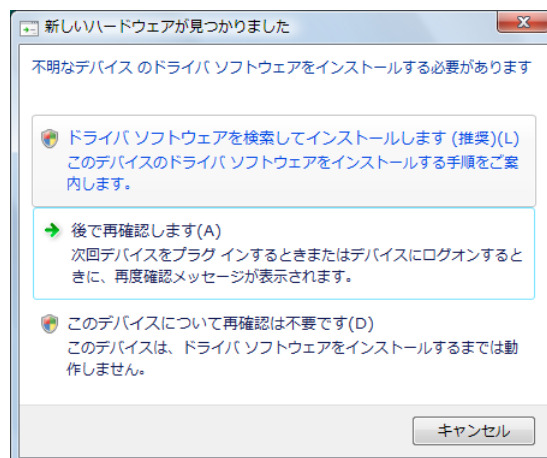 新しいハードウェアが見つかりました
不明なデバイス のドライバ ソフトウェアをインストールする必要があります
ドライバ ソフトウェアを検索してインストールします (推奨)(L)
このデバイスのドライバ ソフトウェアをインストールする手順をご案
内します。
後で再確認します(A)
次回デバイスをプラグ インするときまたはデバイスにログオンすると
きに、再度確認メッセージが表示されます。
このデバイスについて再確認は不要です(D)
このデバイスは、ドライバ ソフトウェアをインストールするまでは動
作しません。
キャンセル